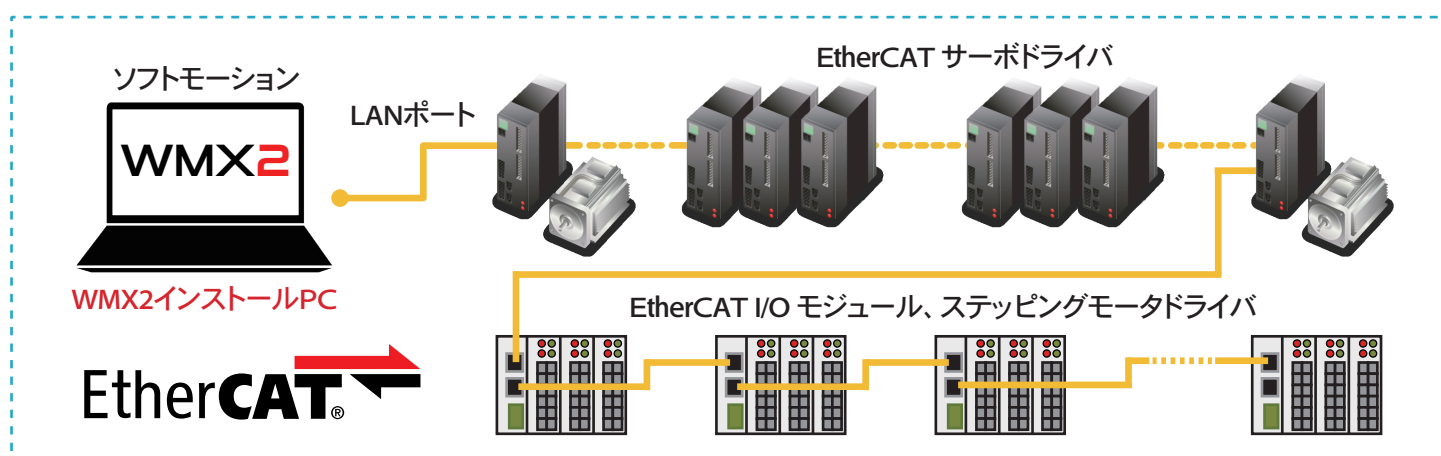 ソフトモーション
WMX2
WMX2インストールPC
LANポート
EtherCAT サーボドライバ
EtherCAT I/O モジュール、ステッピングモータドライバ
EtherCAT®